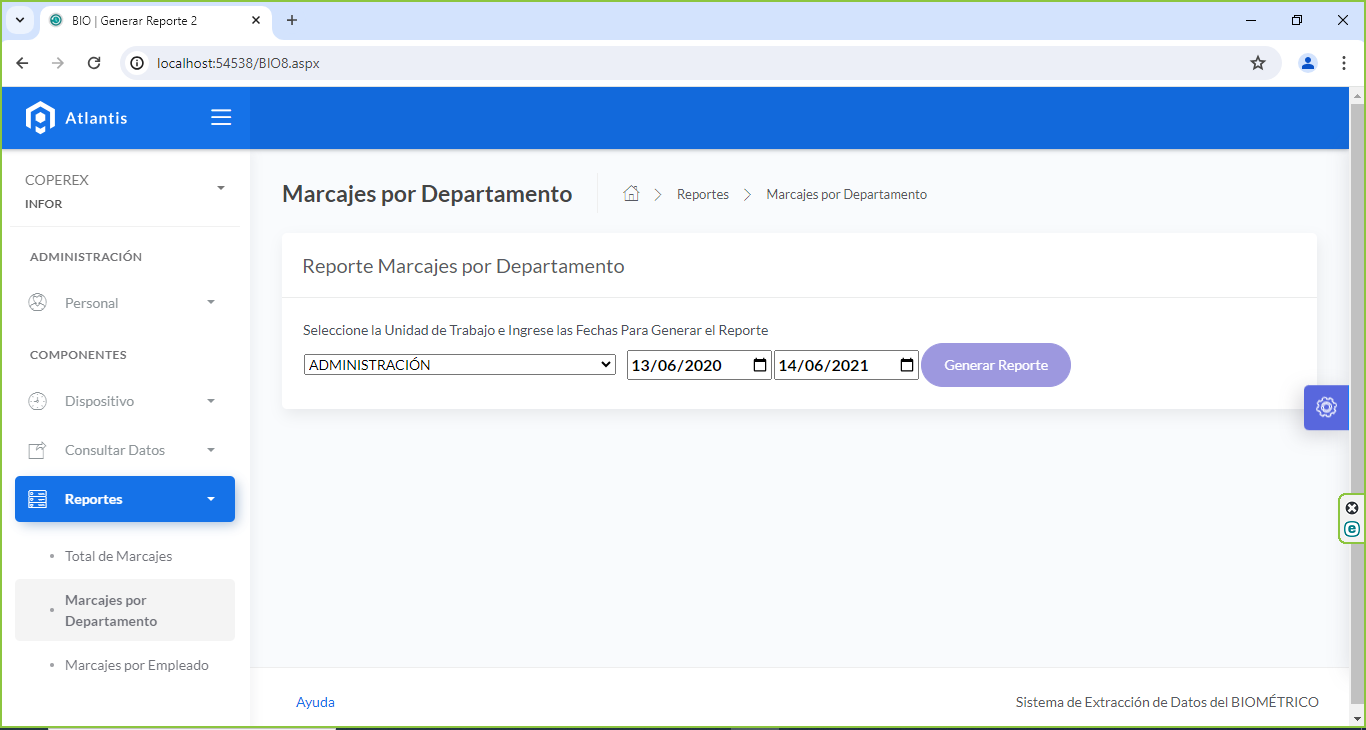 BIO | Generar Reporte 2
localhost:54538/BIO8.aspx
Atlantis
COPEREX
INFOR
ADMINISTRACIÓN
Personal
COMPONENTES
Dispositivo
Consultar Datos
Reportes
Total de Marcajes
Marcajes por
Departamento
Marcajes por Empleado
Marcajes por Departamento
Reportes
Marcajes por Departamento
Reporte Marcajes por Departamento
Seleccione la Unidad de Trabajo e Ingrese las Fechas Para Generar el Reporte
ADMINISTRACIÓN 13/06/2020 14/06/2021 Generar Reporte
Ayuda
Sistema de Extracción de Datos del BIOMÉTRICO